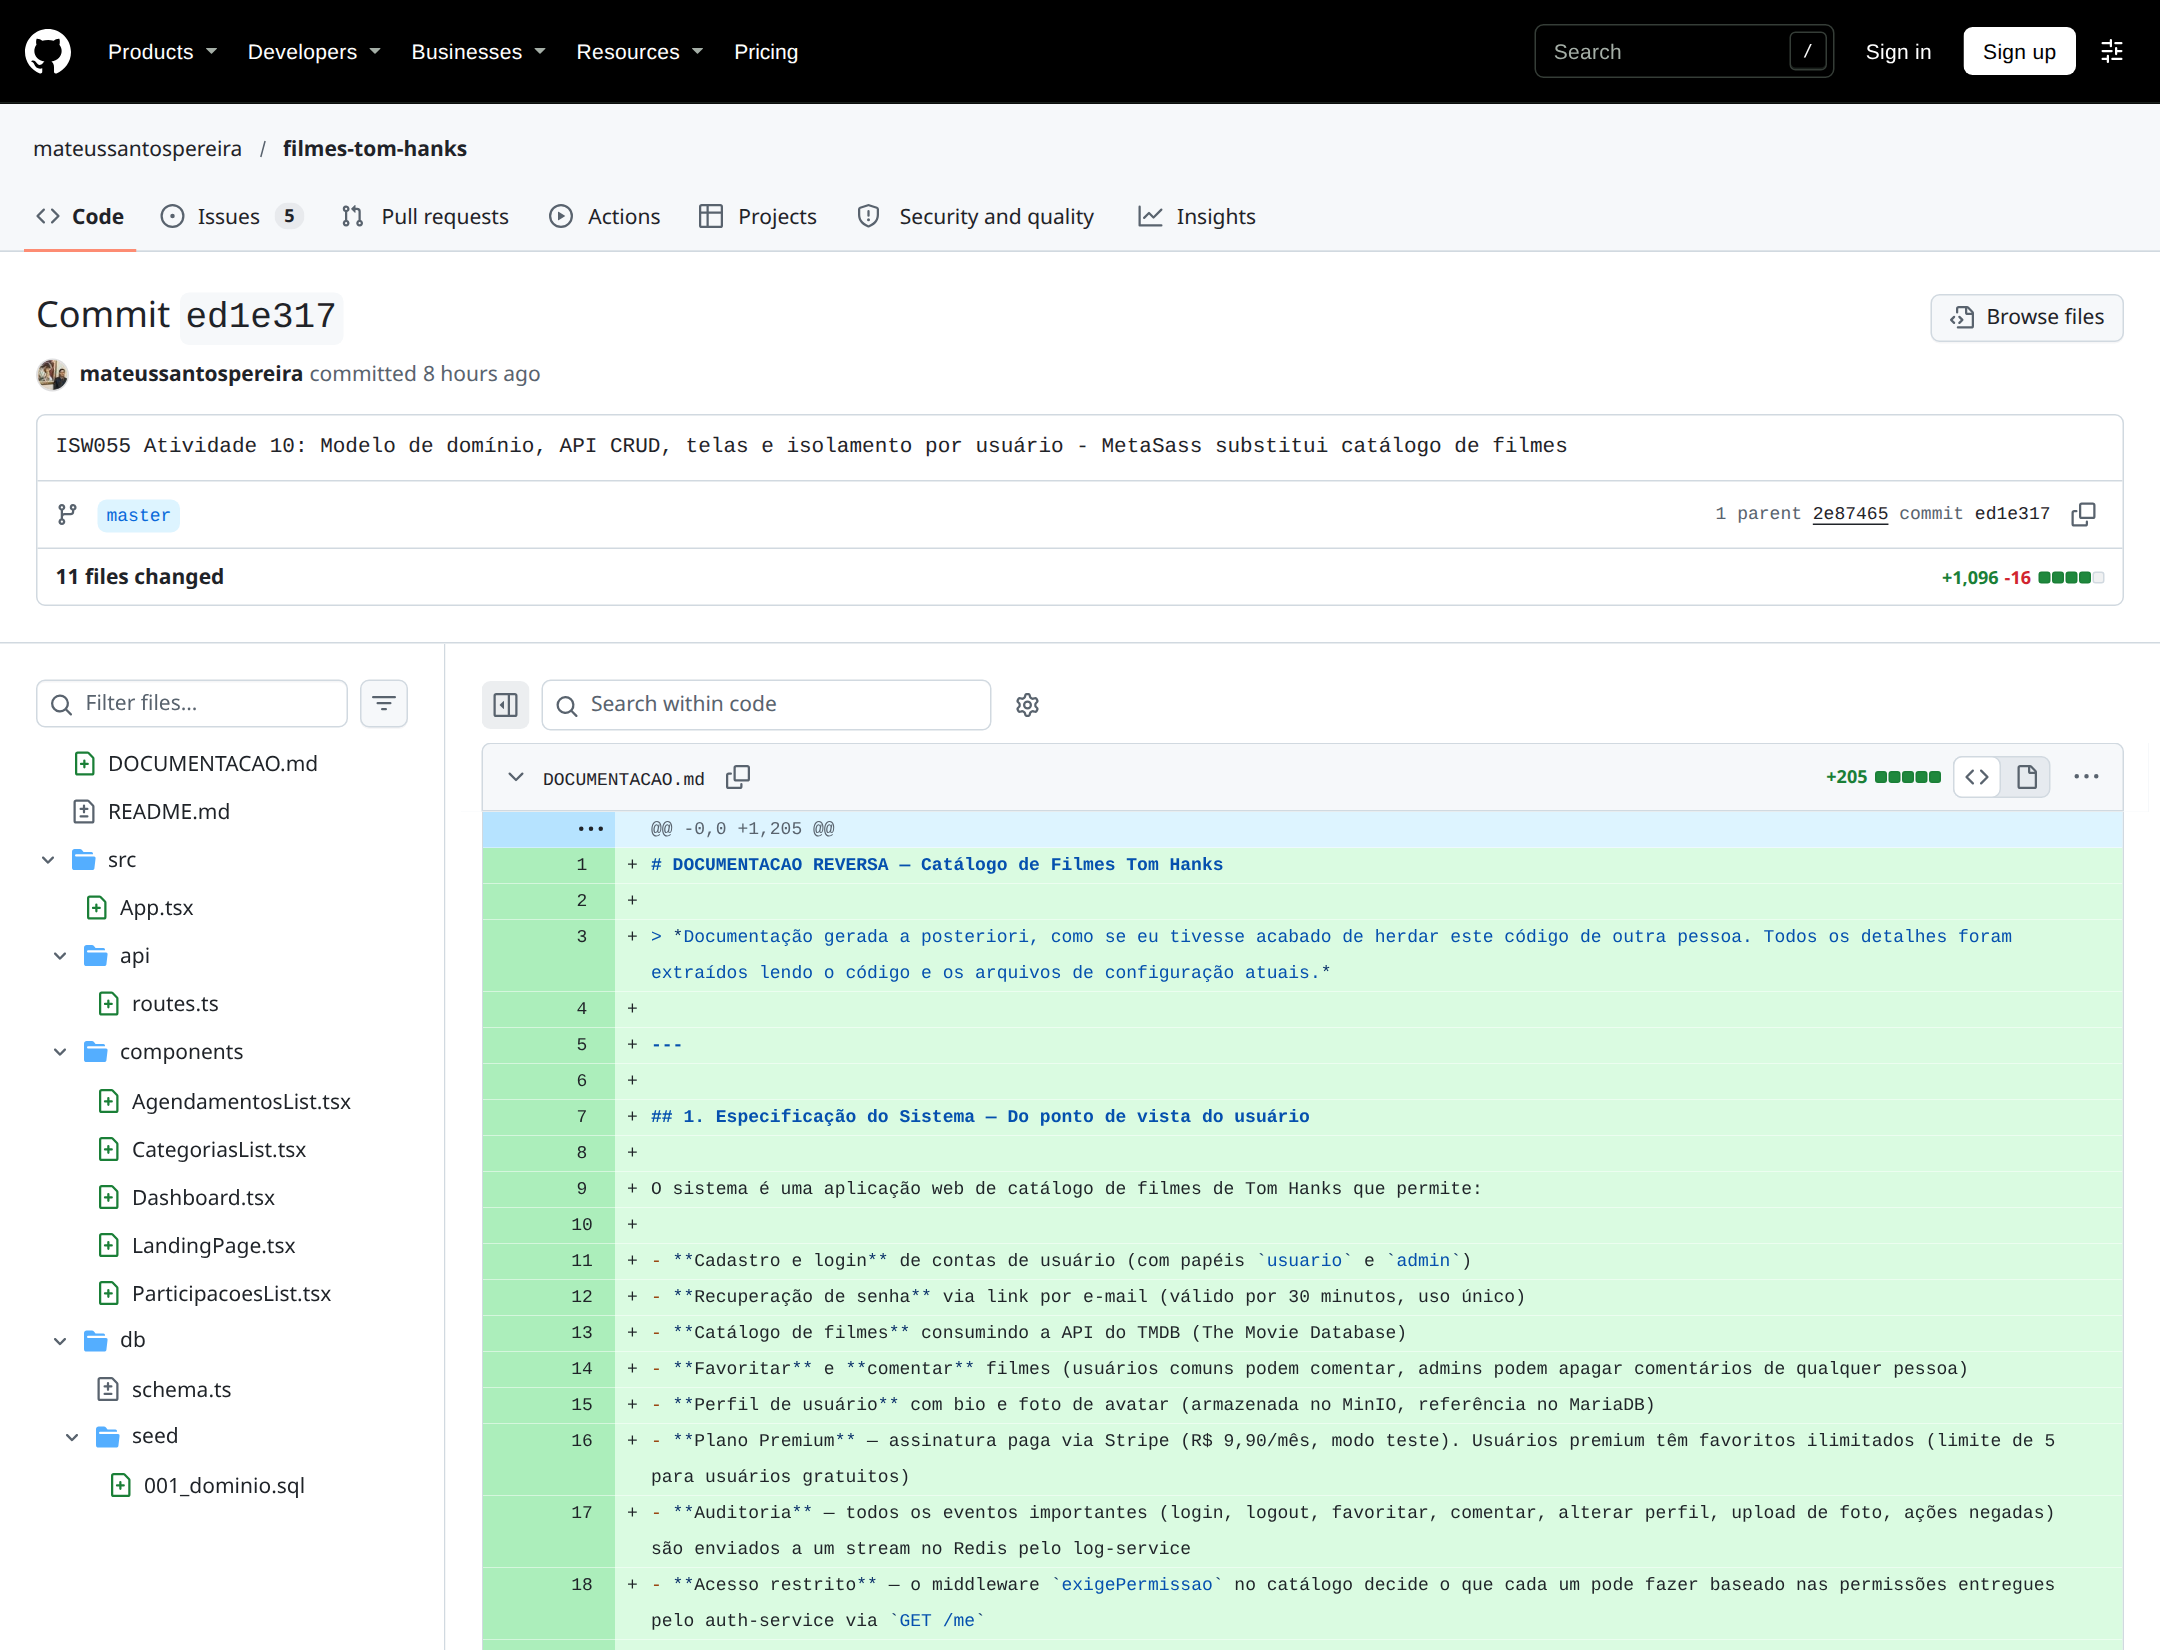 Products
Developers
Businesses
Resources
Pricing
Search
/
Sign in
Sign up
mateussantospereira / filmes-tom-hanks
Code
Issues 5
Pull requests
Actions
Projects
Security and quality
Insights
Commit ed1e317
Browse files
mateussantospereira committed 8 hours ago
ISW055 Atividade 10: Modelo de domínio, API CRUD, telas e isolamento por usuário - MetaSass substitui catálogo de filmes
master
1 parent 2e87465 commit ed1e317
11 files changed
+1,096 -16
Filter files...
DOCUMENTACAO.md
README.md
src
App.tsx
api
routes.ts
components
AgendamentosList.tsx
CategoriasList.tsx
Dashboard.tsx
LandingPage.tsx
ParticipacoesList.tsx
db
schema.ts
seed
001_dominio.sql
Search within code
DOCUMENTACAO.md
+205
@@ -0,0 +1,205 @@
1 + # DOCUMENTACAO REVERSA — Catálogo de Filmes Tom Hanks
2 +
3 + > *Documentação gerada a posteriori, como se eu tivesse acabado de herdar este código de outra pessoa. Todos os detalhes foram
extraídos lendo o código e os arquivos de configuração atuais.*
4 +
5 + ---
6 +
7 + ## 1. Especificação do Sistema — Do ponto de vista do usuário
8 +
9 + O sistema é uma aplicação web de catálogo de filmes de Tom Hanks que permite:
10 +
11 + - **Cadastro e login** de contas de usuário (com papéis `usuario` e `admin`)
12 + - **Recuperação de senha** via link por e-mail (válido por 30 minutos, uso único)
13 + - **Catálogo de filmes** consumindo a API do TMDB (The Movie Database)
14 + - **Favoritar** e **comentar** filmes (usuários comuns podem comentar, admins podem apagar comentários de qualquer pessoa)
15 + - **Perfil de usuário** com bio e foto de avatar (armazenada no MinIO, referência no MariaDB)
16 + - **Plano Premium** — assinatura paga via Stripe (R$ 9,90/mês, modo teste). Usuários premium têm favoritos ilimitados (limite de 5
para usuários gratuitos)
17 + - **Auditoria** — todos os eventos importantes (login, logout, favoritar, comentar, alterar perfil, upload de foto, ações negadas)
são enviados a um stream no Redis pelo log-service
18 + - **Acesso restrito** — o middleware `exigePermissao` no catálogo decide o que cada um pode fazer baseado nas permissões entregues
pelo auth-service via `GET /me`